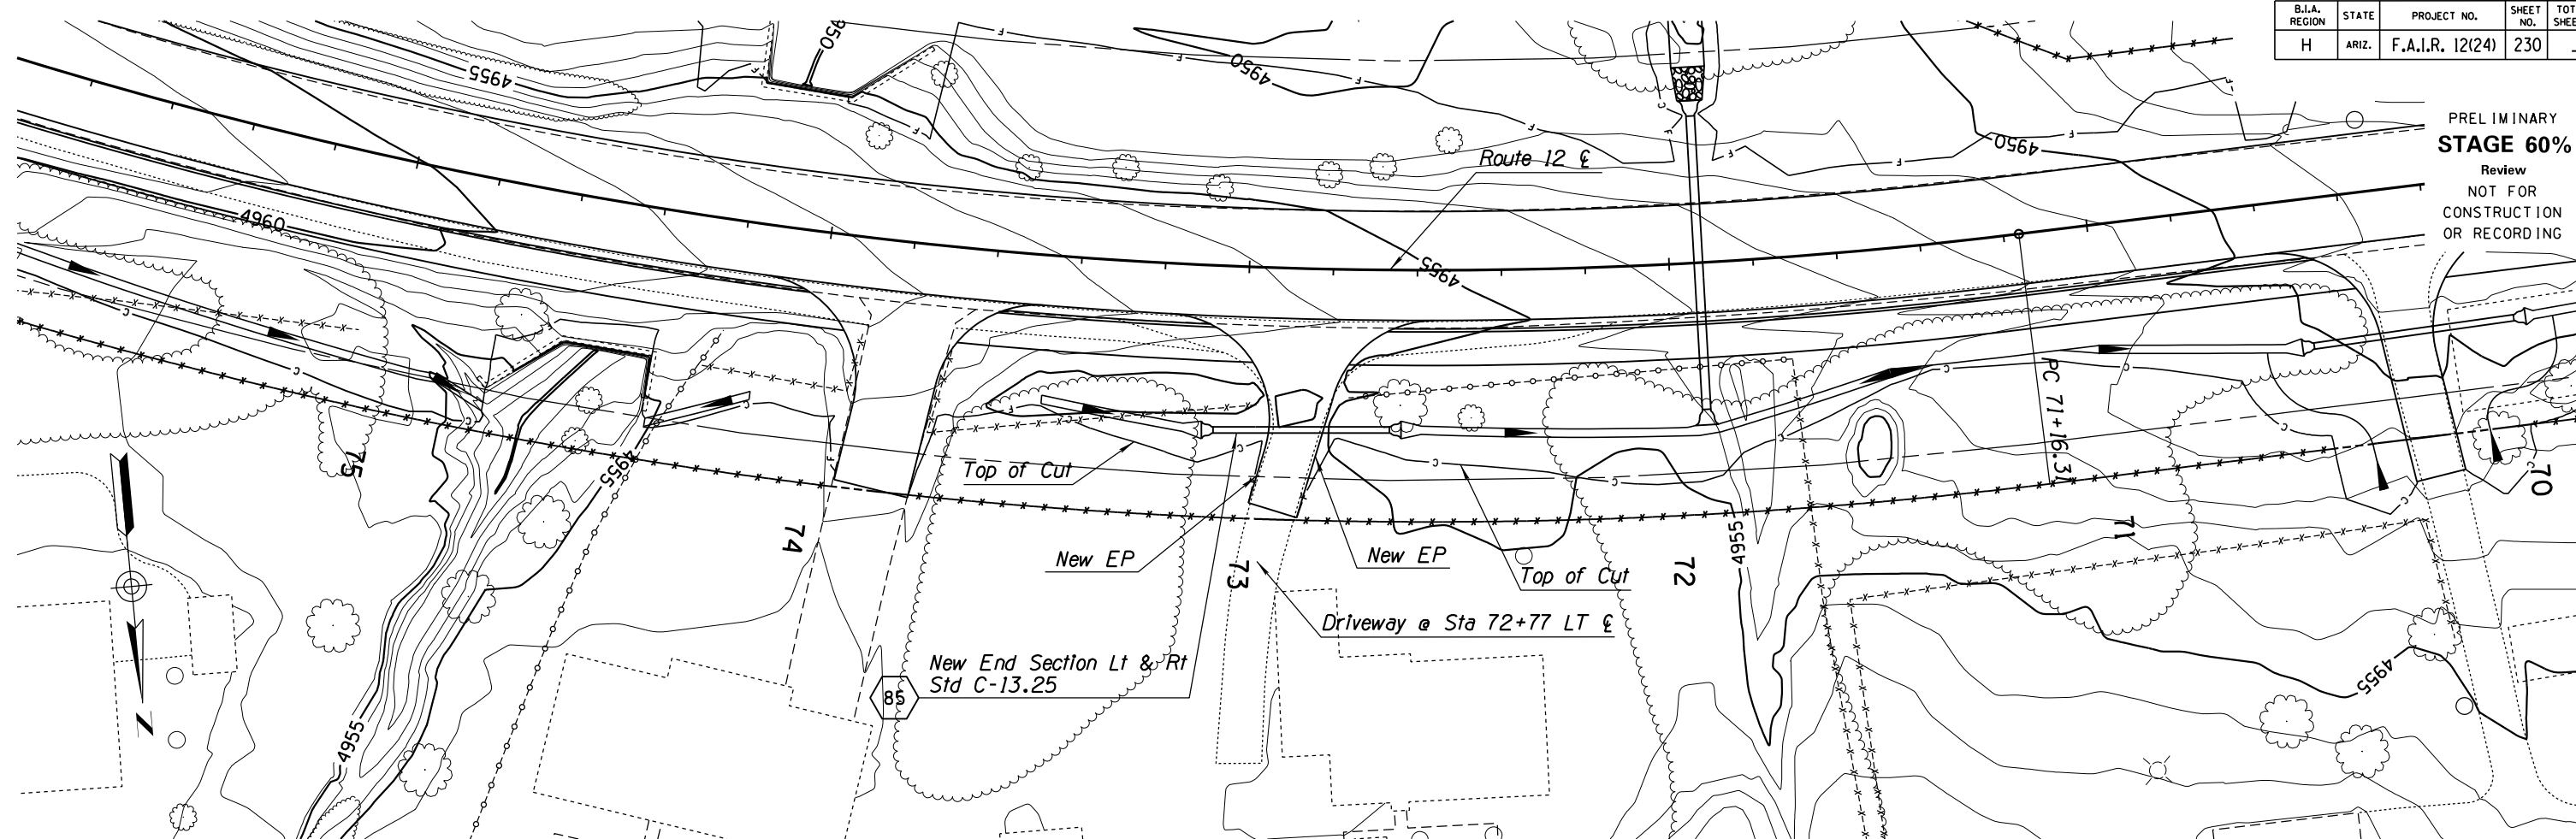 B.I.A. REGION
STATE
PROJECT NO.
SHEET NO.
H
ARIZ.
F.A.I.R. 12(24)
230
PRELIMINARY
STAGE 60%
Review
NOT FOR
CONSTRUCTION
OR RECORDING
4955
950
4950
4950
Route 12 ℄
4960
4955
PC 71+16.31
75
4955
Top of Cut
74
New EP
73
New EP
Top of Cut
72
4955
71
70
Driveway @ Sta 72+77 LT ℄
New End Section Lt & Rt
Std C-13.25
85
4955
4955
N